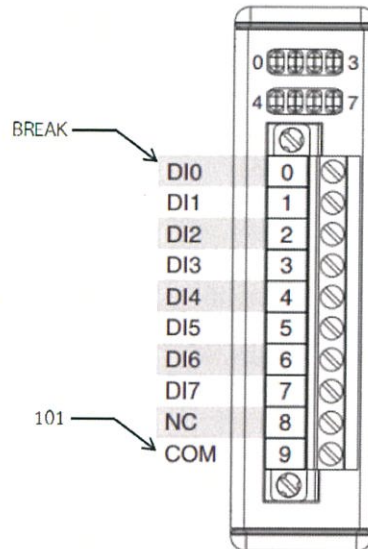 0 3
4 7
BREAK
DI0 0
DI1 1
DI2 2
DI3 3
DI4 4
DI5 5
DI6 6
DI7 7
NC 8
101
COM 9